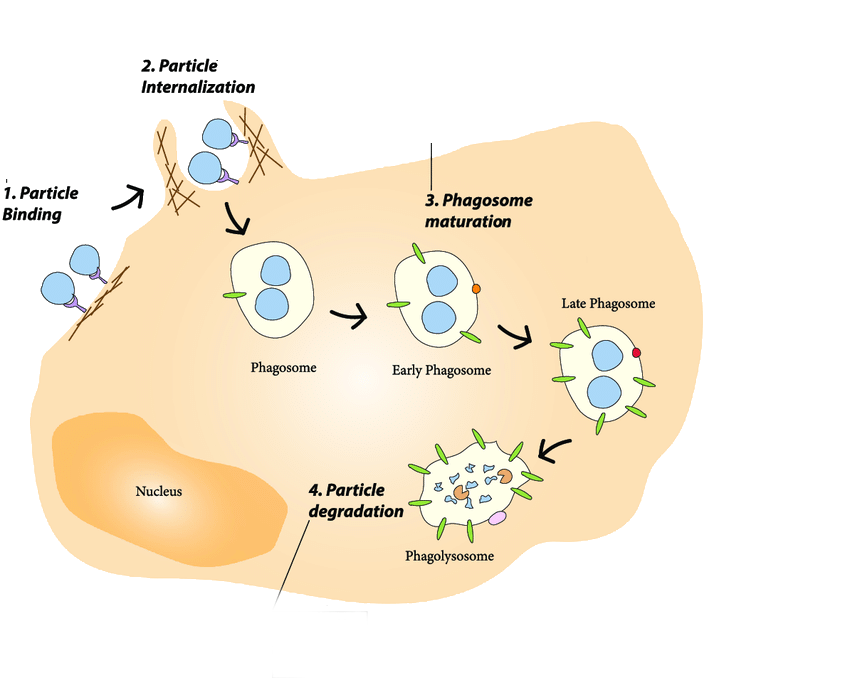 2. Particle
Internalization
1. Particle
Binding
3. Phagosome
maturation
Late Phagosome
Phagosome
Early Phagosome
Nucleus
4. Particle
degradation
Phagolysosome